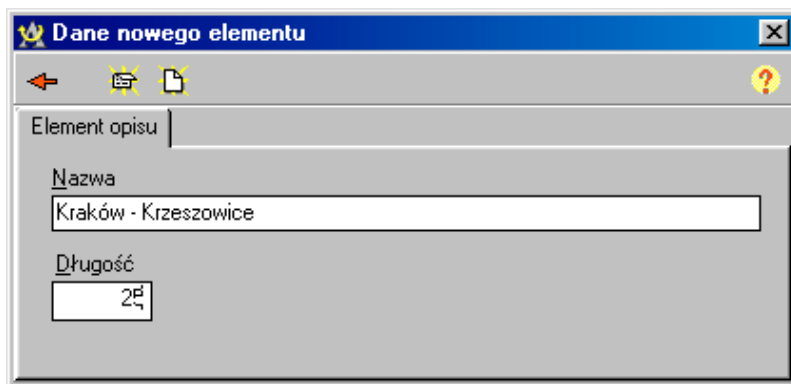 Dane nowego elementu
Element opisu
Nazwa
Kraków - Krzeszowice
Długość